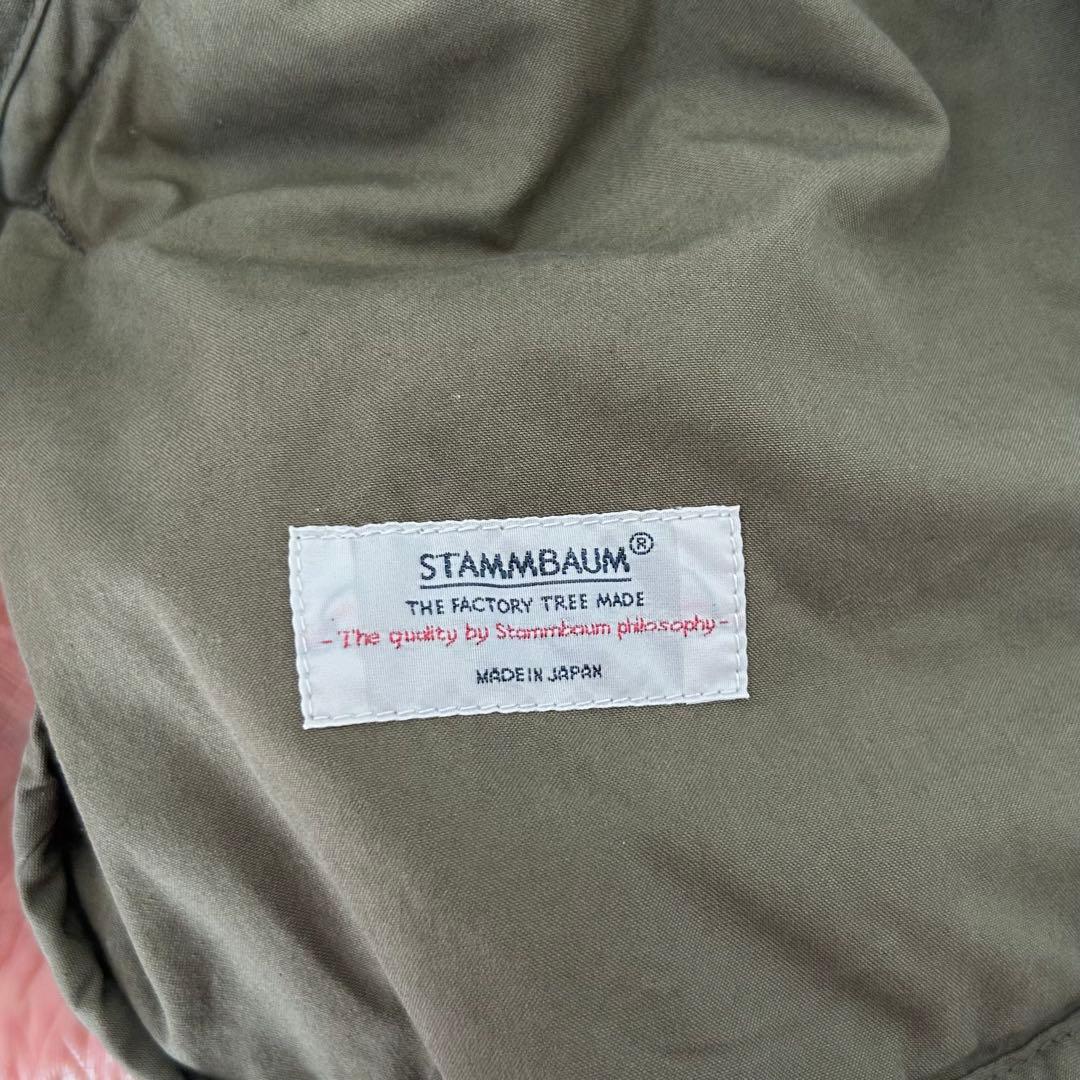 STAMMBAUM®
THE FACTORY TREE MADE
- The quality by Stammbaum philosophy -
MADE IN JAPAN